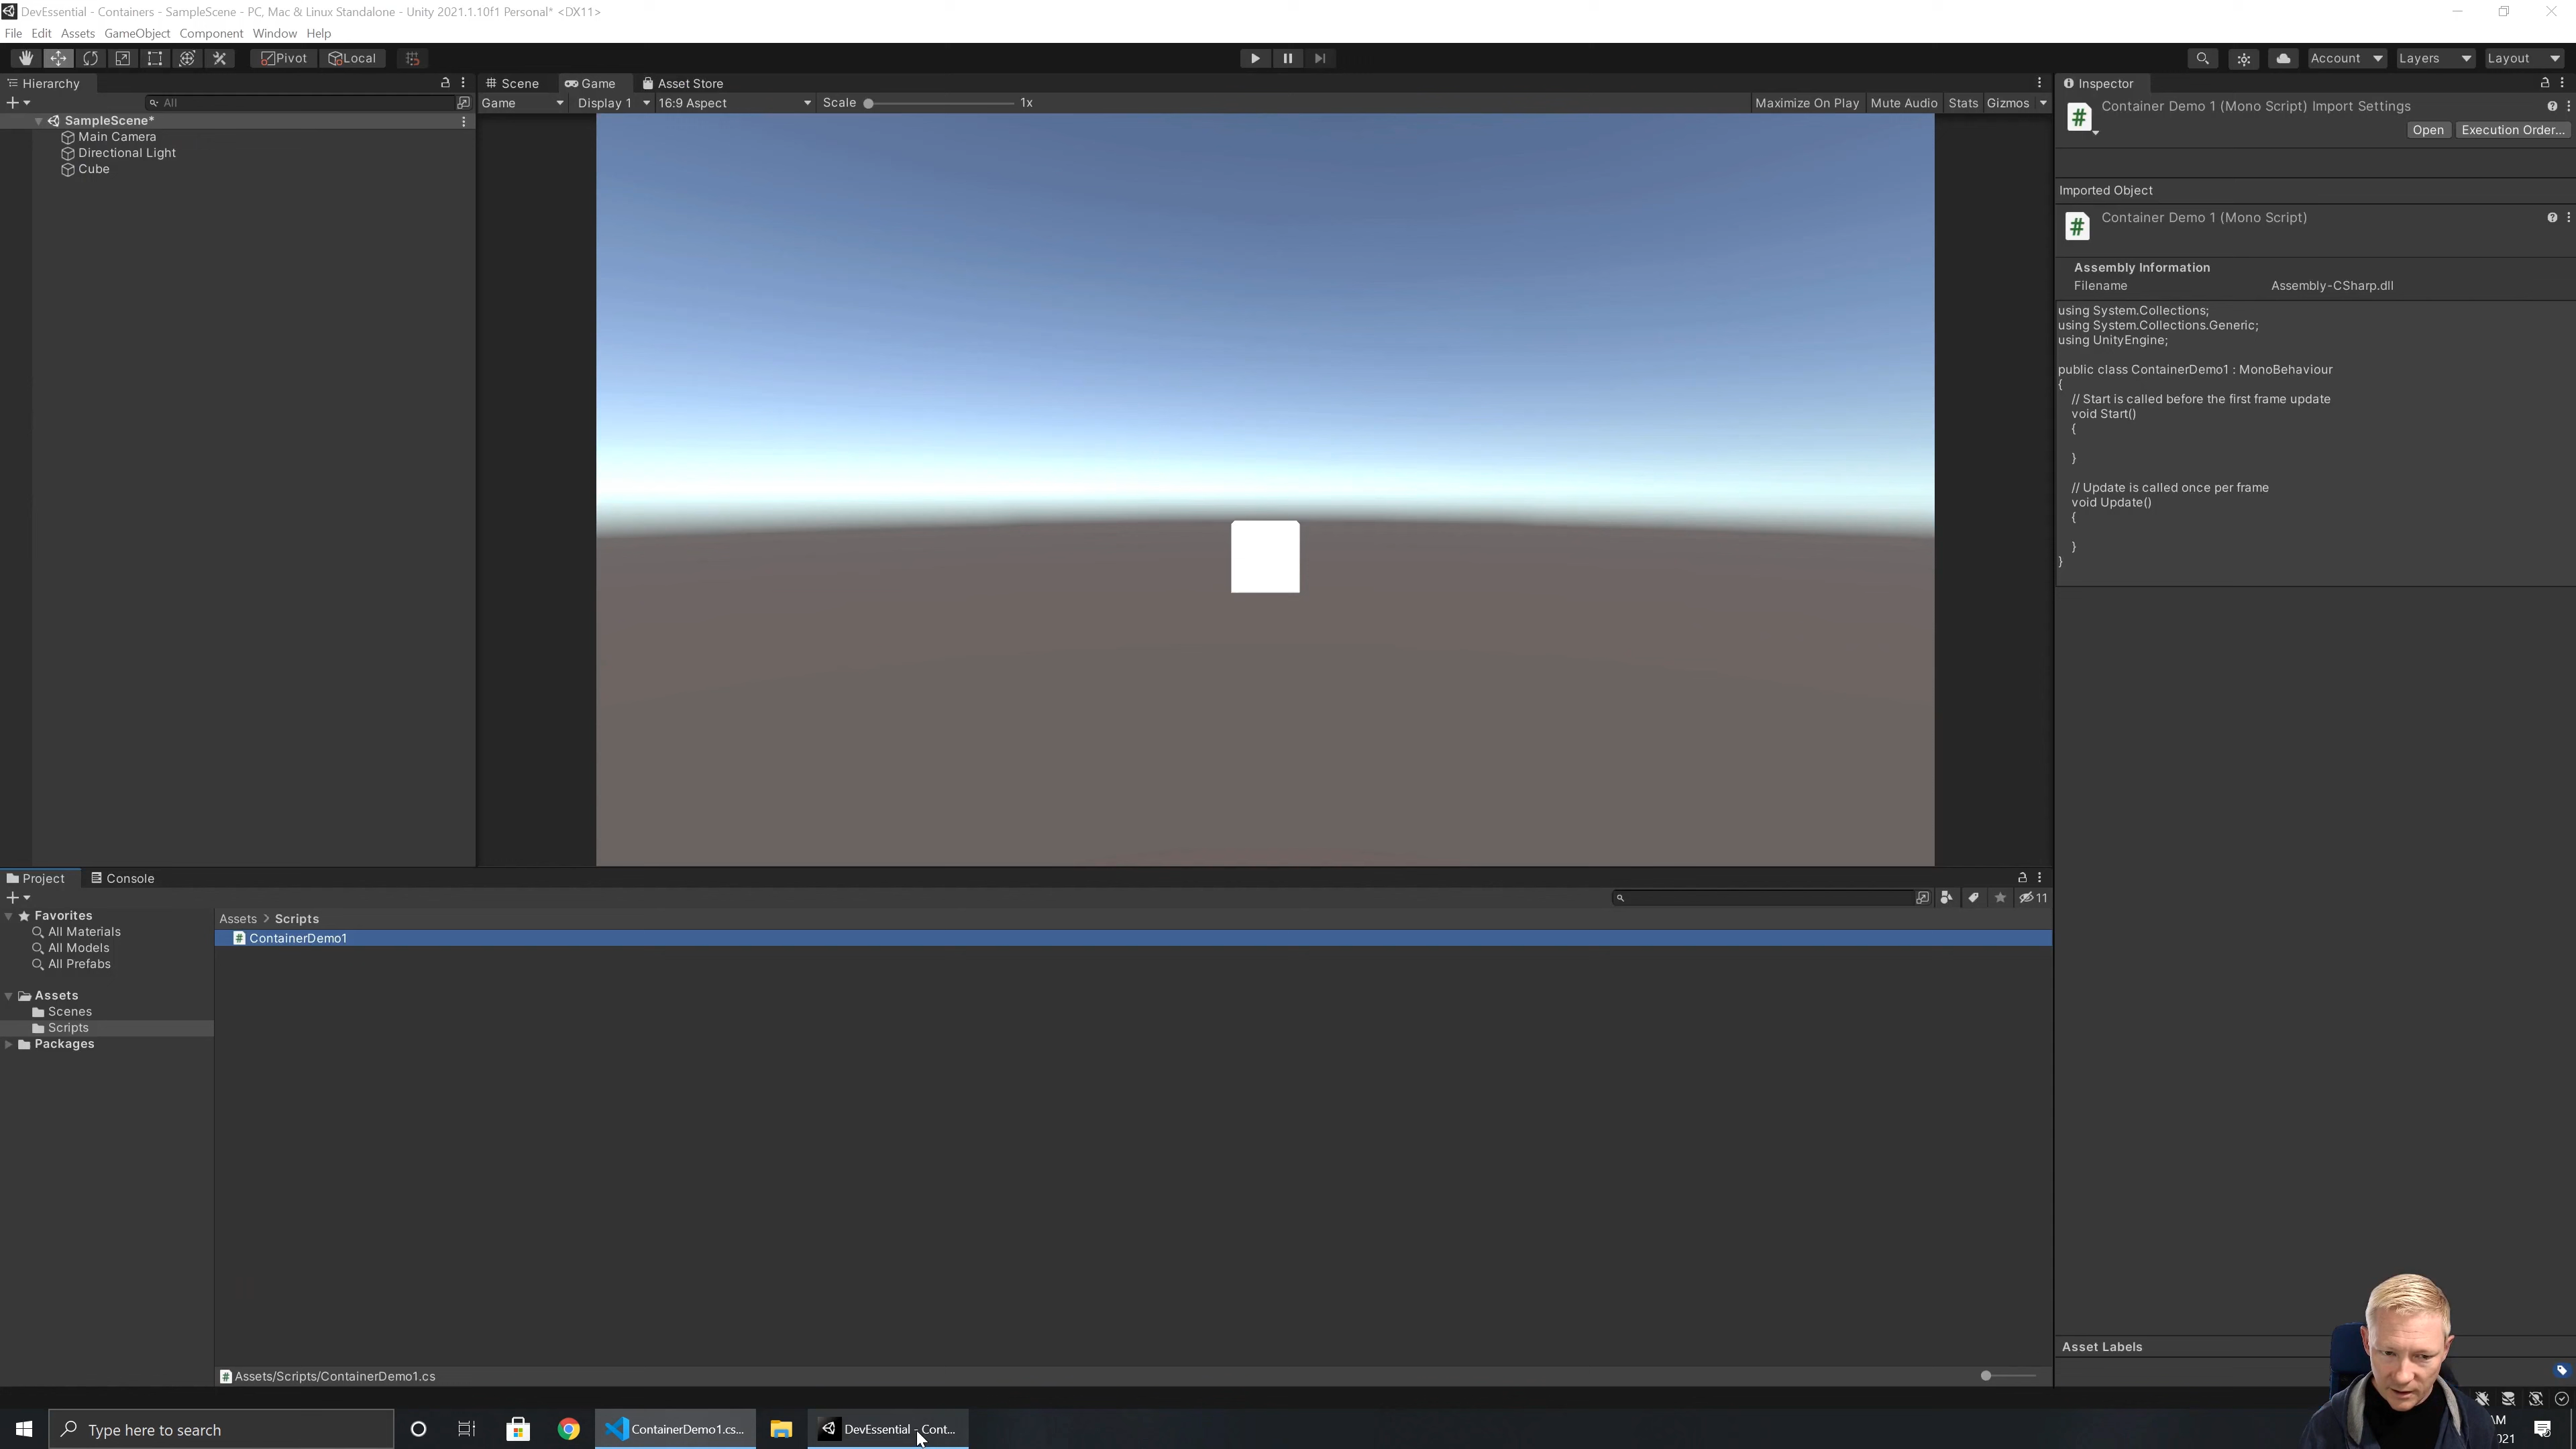 DevEssential - Containers - SampleScene - PC, Mac & Linux Standalone - Unity 2021.1.10f1 Personal* <DX11>
File Edit Assets GameObject Component Window Help
Pivot Local Account Layers Layout
Hierarchy
All
SampleScene*
Main Camera
Directional Light
Cube
Scene Game Asset Store
Game Display 1 16:9 Aspect Scale 1x Maximize On Play Mute Audio Stats Gizmos
Inspector
Container Demo 1 (Mono Script) Import Settings
Open Execution Order...
Imported Object
Container Demo 1 (Mono Script)
Assembly Information
Filename Assembly-CSharp.dll
using System.Collections;
using System.Collections.Generic;
using UnityEngine;
public class ContainerDemo1 : MonoBehaviour
{
// Start is called before the first frame update
void Start()
{
}
// Update is called once per frame
void Update()
{
}
}
Project Console
11
Favorites
All Materials
All Models
All Prefabs
Assets
Scenes
Scripts
Packages
Assets > Scripts
ContainerDemo1
Assets/Scripts/ContainerDemo1.cs
Asset Labels
Type here to search
ContainerDemo1.cs...
DevEssential - Cont...
AM
021